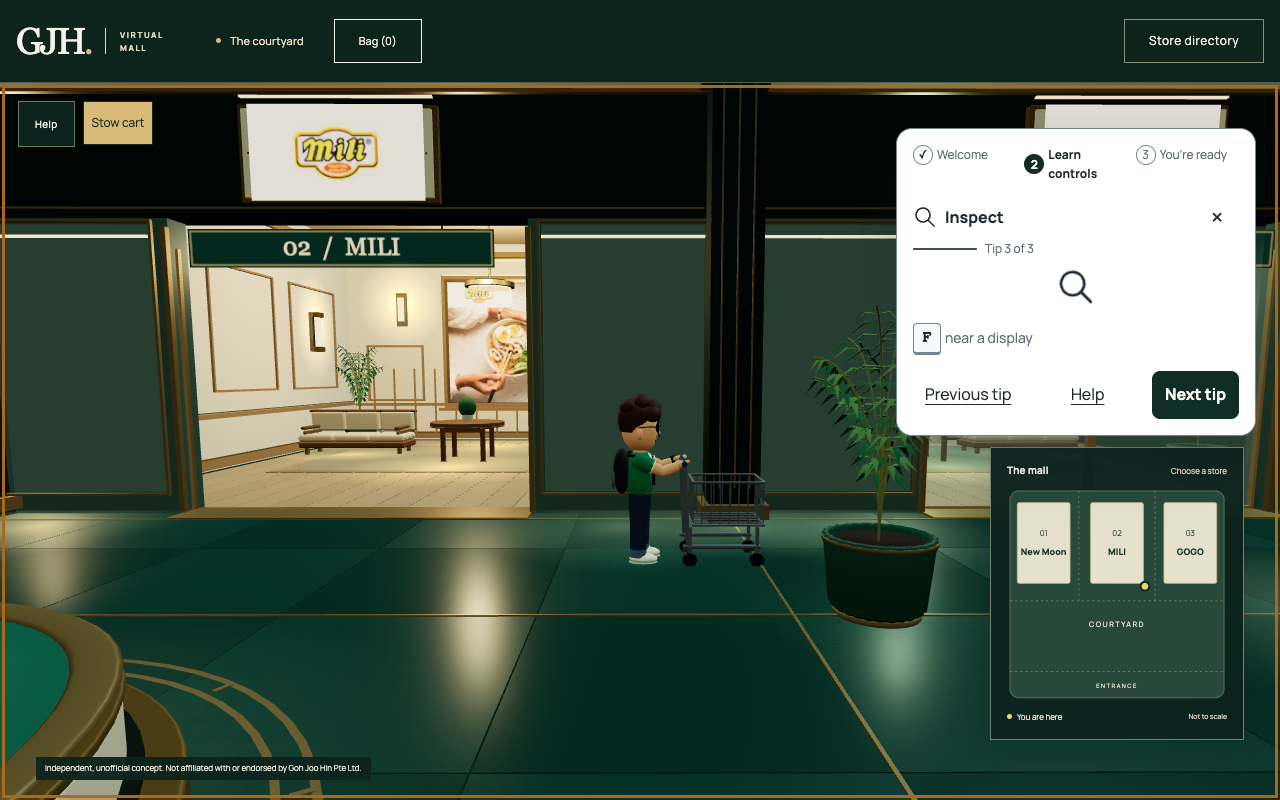 GJH.
VIRTUAL
MALL
The courtyard
Bag (0)
Store directory
Help
Stow cart
Mili
02 / MILI
✓ Welcome
2 Learn
controls
3 You're ready
Inspect
×
Tip 3 of 3
F near a display
Previous tip
Help
Next tip
The mall
Choose a store
01
New Moon
02
MILI
03
GOGO
COURTYARD
ENTRANCE
You are here
Not to scale
Independent, unofficial concept. Not affiliated with or endorsed by Goh Joo Hin Pte Ltd.